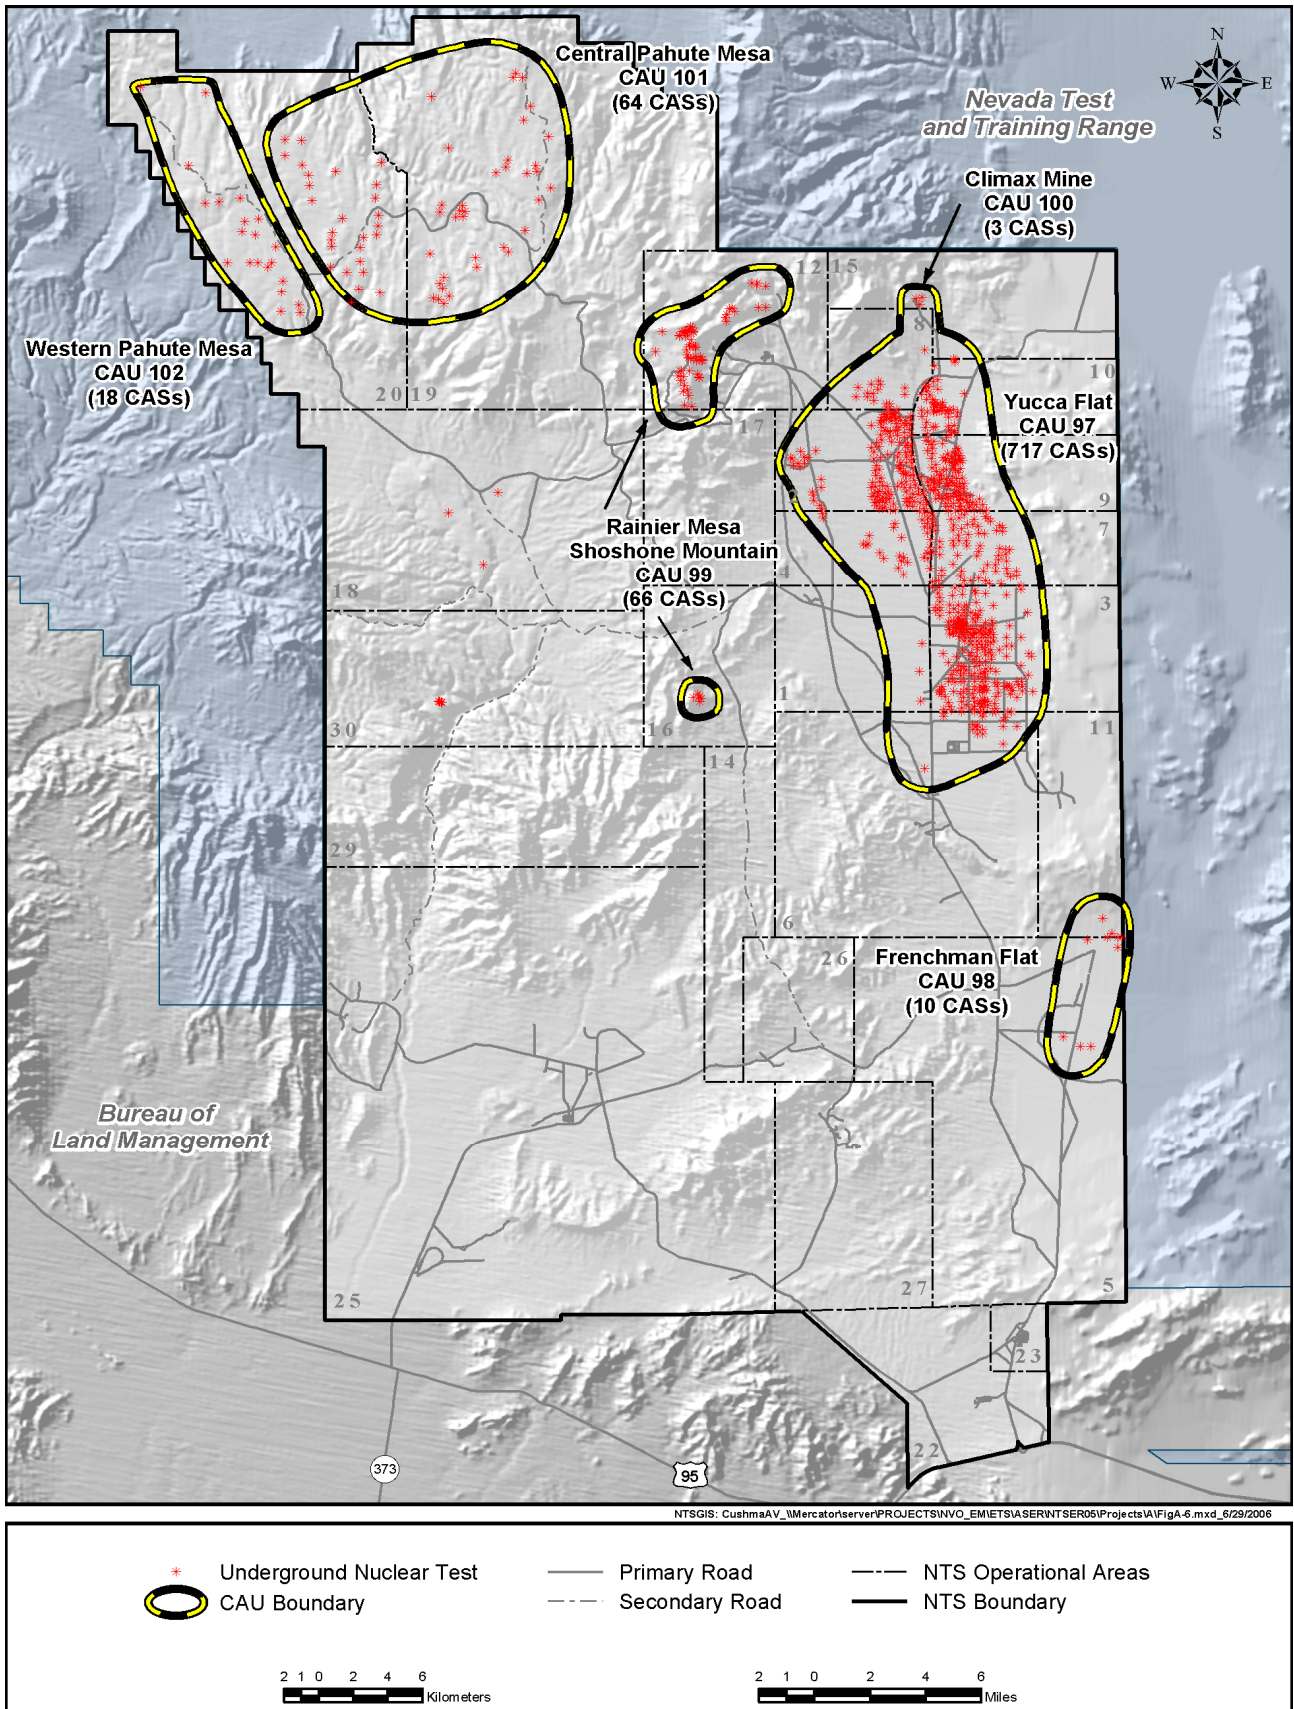 Central Pahute Mesa
CAU 101
(64 CASs)
N
W
E
S
Nevada Test
and Training Range
Climax Mine
CAU 100
(3 CASs)
12
15
8
Western Pahute Mesa
CAU 102
(18 CASs)
20
19
10
17
Yucca Flat
CAU 97
(717 CASs)
2
9
7
Rainier Mesa
Shoshone Mountain
CAU 99
(66 CASs)
18
4
3
30
16
1
11
14
29
6
26
Frenchman Flat
CAU 98
(10 CASs)
Bureau of
Land Management
25
27
5
23
22
373
95
NTSGIS: CushmaAV_\\Mercator\server\PROJECTS\NVO_EM\ETS\ASER\NTSER05\Projects\A\FigA-6.mxd_6/29/2006
Underground Nuclear Test
Primary Road
NTS Operational Areas
CAU Boundary
Secondary Road
NTS Boundary
2 1 0 2 4 6
Kilometers
2 1 0 2 4 6
Miles